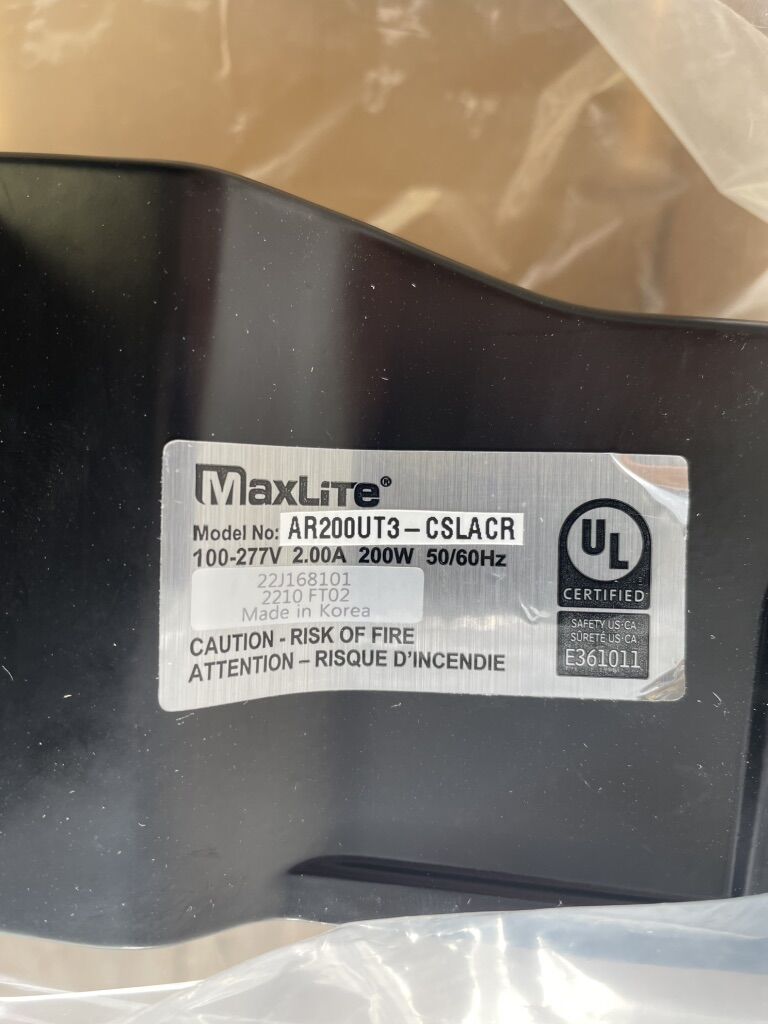 MaxLite®
Model No: AR200UT3-CSLACR
100-277V 2.00A 200W 50/60Hz
22J168101
2210 FT02
Made in Korea
CAUTION - RISK OF FIRE
ATTENTION – RISQUE D'INCENDIE
UL
CERTIFIED
SAFETY US·CA
SÛRETÉ US·CA
E361011